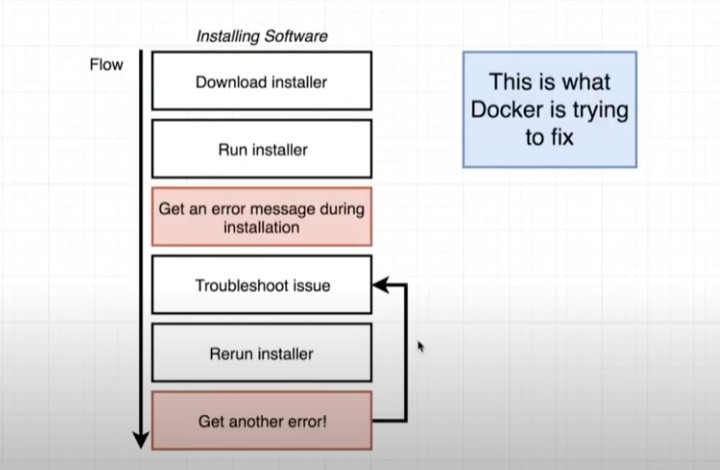 Installing Software
Flow
Download installer
Run installer
Get an error message during
installation
Troubleshoot issue
Rerun installer
Get another error!
This is what
Docker is trying
to fix